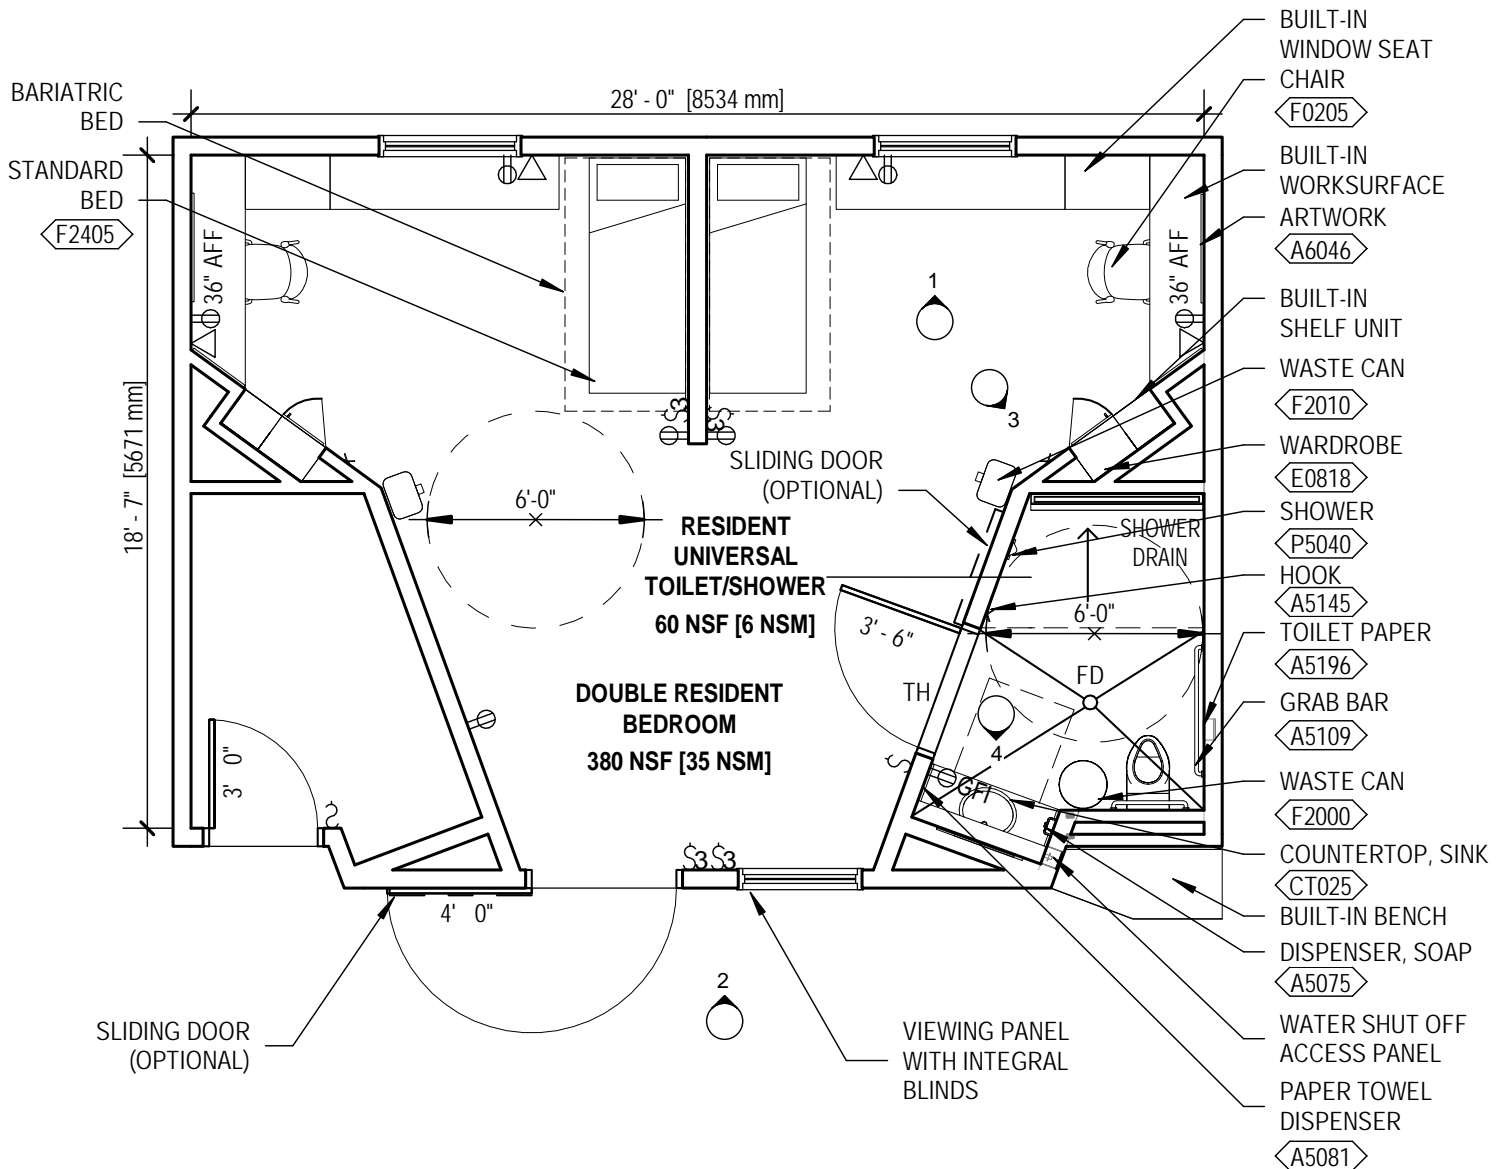 BUILT-IN
WINDOW SEAT
CHAIR
F0205
BUILT-IN
WORKSURFACE
ARTWORK
A6046
BUILT-IN
SHELF UNIT
WASTE CAN
F2010
WARDROBE
E0818
SHOWER
P5040
HOOK
A5145
TOILET PAPER
A5196
GRAB BAR
A5109
WASTE CAN
F2000
COUNTERTOP, SINK
CT025
BUILT-IN BENCH
DISPENSER, SOAP
A5075
WATER SHUT OFF
ACCESS PANEL
PAPER TOWEL
DISPENSER
A5081
BARIATRIC
BED
STANDARD
BED
F2405
28' - 0" [8534 mm]
18' - 7" [5671 mm]
36" AFF
36" AFF
1
3
3
3
SLIDING DOOR
(OPTIONAL)
6'-0"
RESIDENT
UNIVERSAL
TOILET/SHOWER
60 NSF [6 NSM]
SHOWER
DRAIN
6'-0"
3' - 6"
FD
TH
DOUBLE RESIDENT
BEDROOM
380 NSF [35 NSM]
4
GFI
3' 0"
3
3
4' 0"
2
SLIDING DOOR
(OPTIONAL)
VIEWING PANEL
WITH INTEGRAL
BLINDS